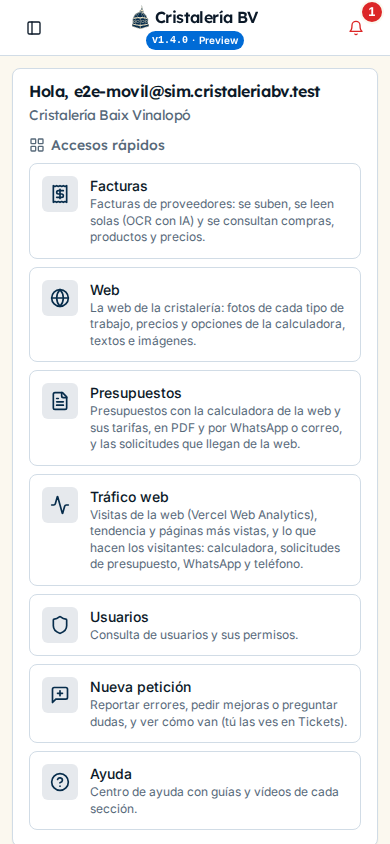 Cristalería BV
1
v1.4.0 · Preview
Hola, e2e-movil@sim.cristaleriabv.test
Cristalería Baix Vinalopó
Accesos rápidos
Facturas
Facturas de proveedores: se suben, se leen
solas (OCR con IA) y se consultan compras,
productos y precios.
Web
La web de la cristalería: fotos de cada tipo de
trabajo, precios y opciones de la calculadora,
textos e imágenes.
Presupuestos
Presupuestos con la calculadora de la web y
sus tarifas, en PDF y por WhatsApp o correo,
y las solicitudes que llegan de la web.
Tráfico web
Visitas de la web (Vercel Web Analytics),
tendencia y páginas más vistas, y lo que
hacen los visitantes: calculadora, solicitudes
de presupuesto, WhatsApp y teléfono.
Usuarios
Consulta de usuarios y sus permisos.
Nueva petición
Reportar errores, pedir mejoras o preguntar
dudas, y ver cómo van (tú las ves en Tickets).
Ayuda
Centro de ayuda con guías y vídeos de cada
sección.